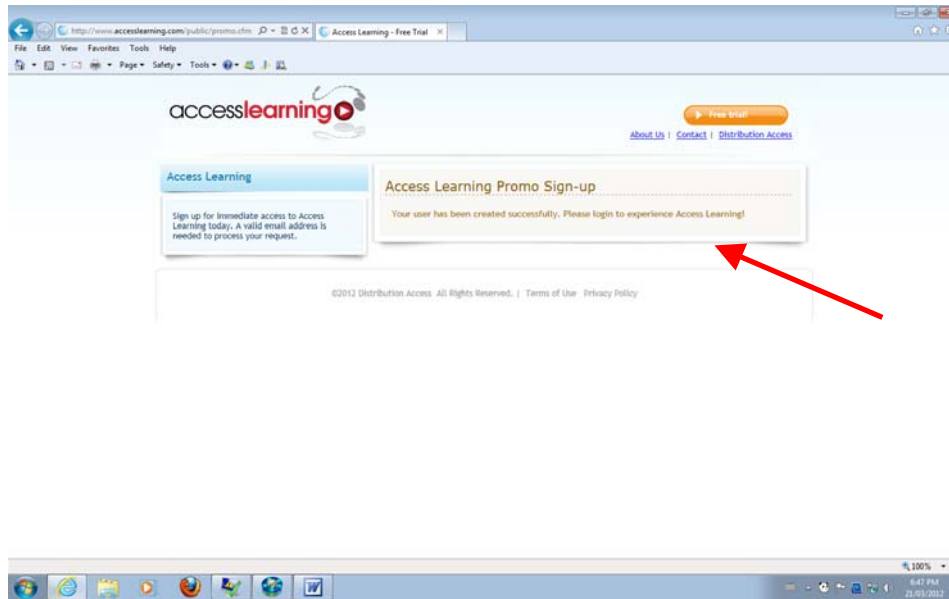 http://www.accesslearning.com/public/promo.cfm
Access Learning - Free Trial
File Edit View Favorites Tools Help
Page Safety Tools
accesslearning
Free trial!
About Us | Contact | Distribution Access
Access Learning
Sign up for immediate access to Access
Learning today. A valid email address is
needed to process your request.
Access Learning Promo Sign-up
Your user has been created successfully. Please login to experience Access Learning!
©2012 Distribution Access All Rights Reserved. | Terms of Use Privacy Policy
100%
6:47 PM
21/03/2012